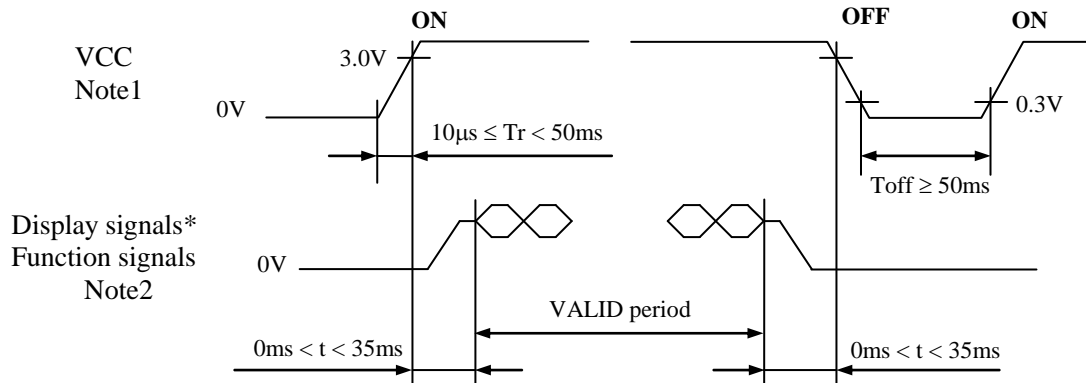 ON
OFF
ON
VCC
Note1
3.0V
0V
0.3V
10μs ≤ Tr < 50ms
Toff ≥ 50ms
Display signals*
Function signals
Note2
0V
VALID period
0ms < t < 35ms
0ms < t < 35ms